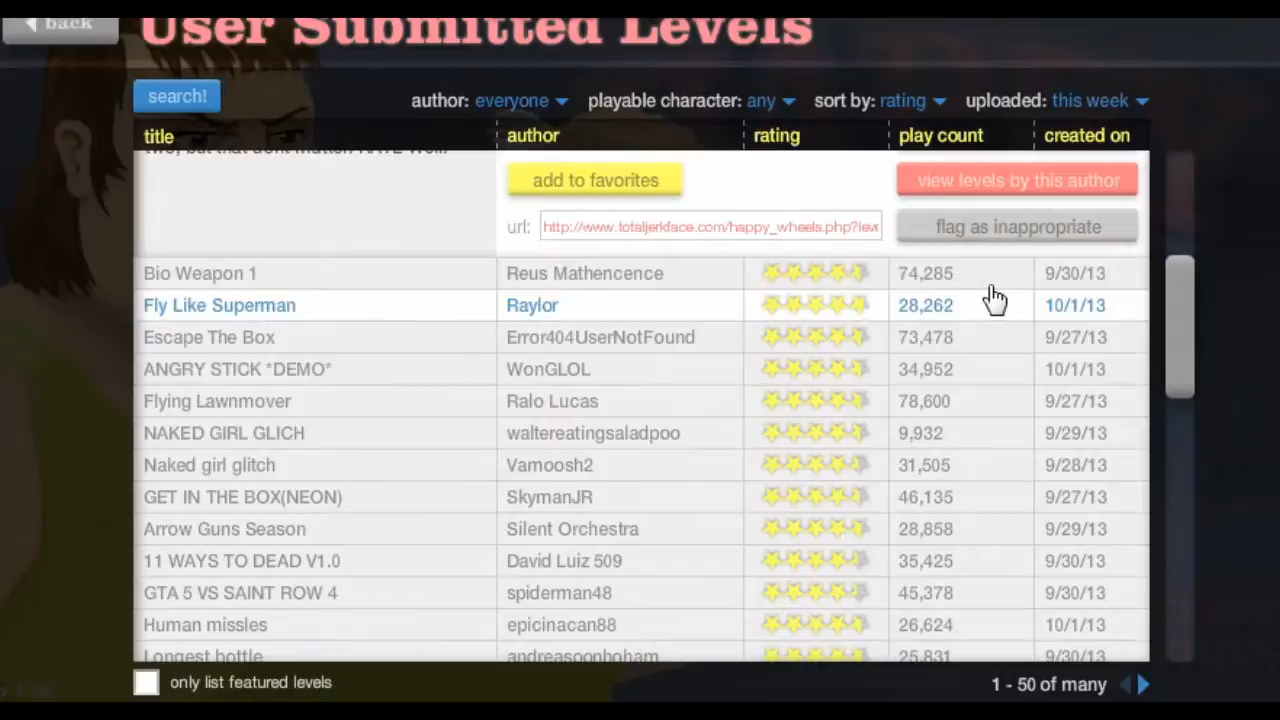 back
User Submitted Levels
search!
author: everyone playable character: any sort by: rating uploaded: this week
title author rating play count created on
two, but that dont matter.
add to favorites view levels by this author
url: http://www.totaljerkface.com/happy_wheels.php?lev flag as inappropriate
Bio Weapon 1 Reus Mathencence 74,285 9/30/13
Fly Like Superman Raylor 28,262 10/1/13
Escape The Box Error404UserNotFound 73,478 9/27/13
ANGRY STICK *DEMO* WonGLOL 34,952 10/1/13
Flying Lawnmover Ralo Lucas 78,600 9/27/13
NAKED GIRL GLICH waltereatingsaladpoo 9,932 9/29/13
Naked girl glitch Vamoosh2 31,505 9/28/13
GET IN THE BOX(NEON) SkymanJR 46,135 9/27/13
Arrow Guns Season Silent Orchestra 28,858 9/29/13
11 WAYS TO DEAD V1.0 David Luiz 509 35,425 9/30/13
GTA 5 VS SAINT ROW 4 spiderman48 45,378 9/30/13
Human missles epicinacan88 26,624 10/1/13
Longest bottle andreasoonhoham 25,831 9/30/13
only list featured levels 1 - 50 of many